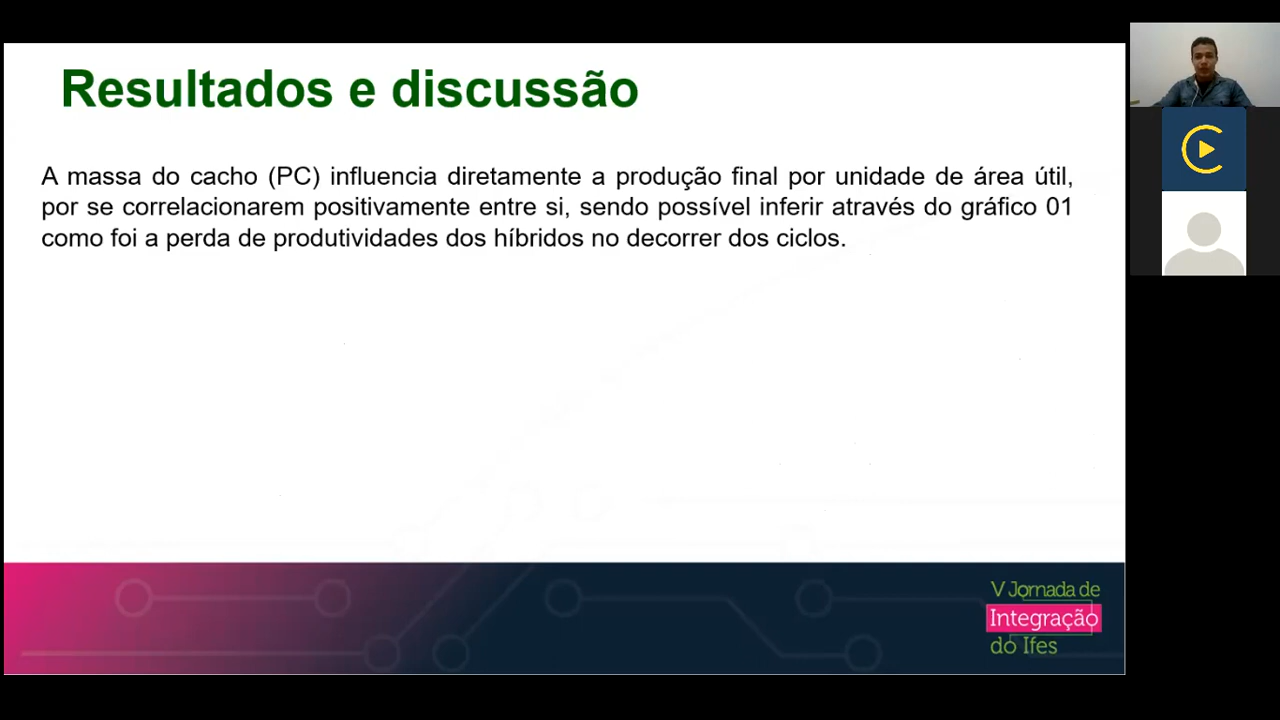 Resultados e discussão
A massa do cacho (PC) influencia diretamente a produção final por unidade de área útil,
por se correlacionarem positivamente entre si, sendo possível inferir através do gráfico 01
como foi a perda de produtividades dos híbridos no decorrer dos ciclos.
V Jornada de
Integração
do Ifes